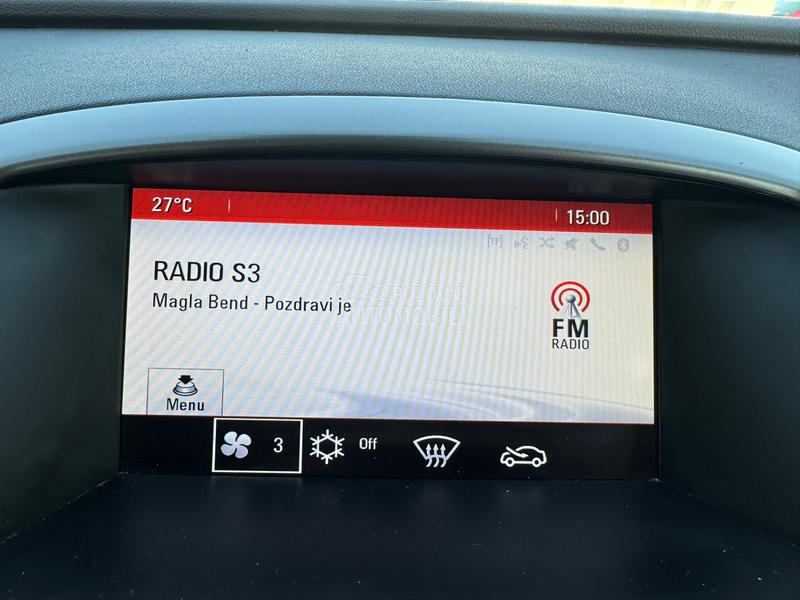 27°C 15:00
[TP]
RADIO S3
Magla Bend - Pozdravi je
FM
RADIO
Menu
3 Off